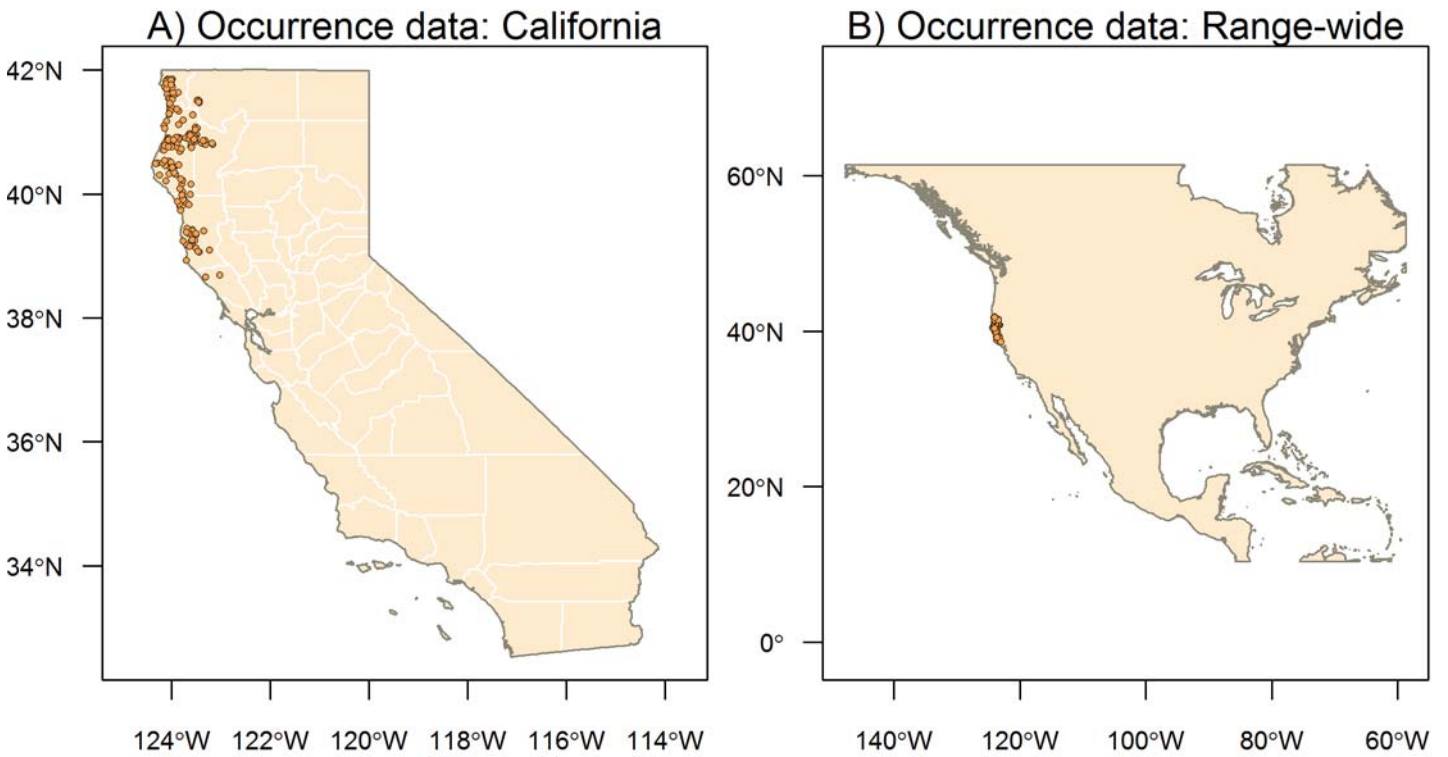 A) Occurrence data: California
42°N
40°N
38°N
36°N
34°N
124°W 122°W 120°W 118°W 116°W 114°W
B) Occurrence data: Range-wide
60°N
40°N
20°N
0°
140°W 120°W 100°W 80°W 60°W